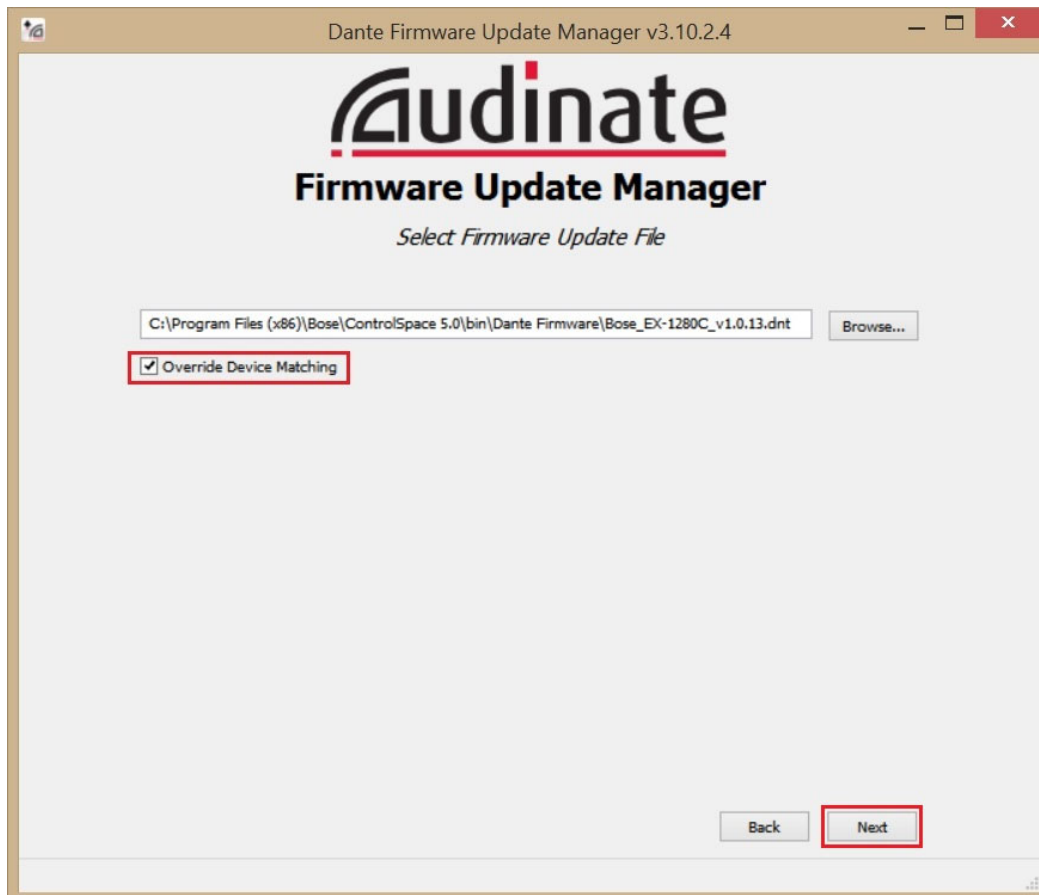 Dante Firmware Update Manager v3.10.2.4
Audinate
Firmware Update Manager
Select Firmware Update File
C:\Program Files (x86)\Bose\ControlSpace 5.0\bin\Dante Firmware\Bose_EX-1280C_v1.0.13.dnt
Browse...
Override Device Matching
Back
Next